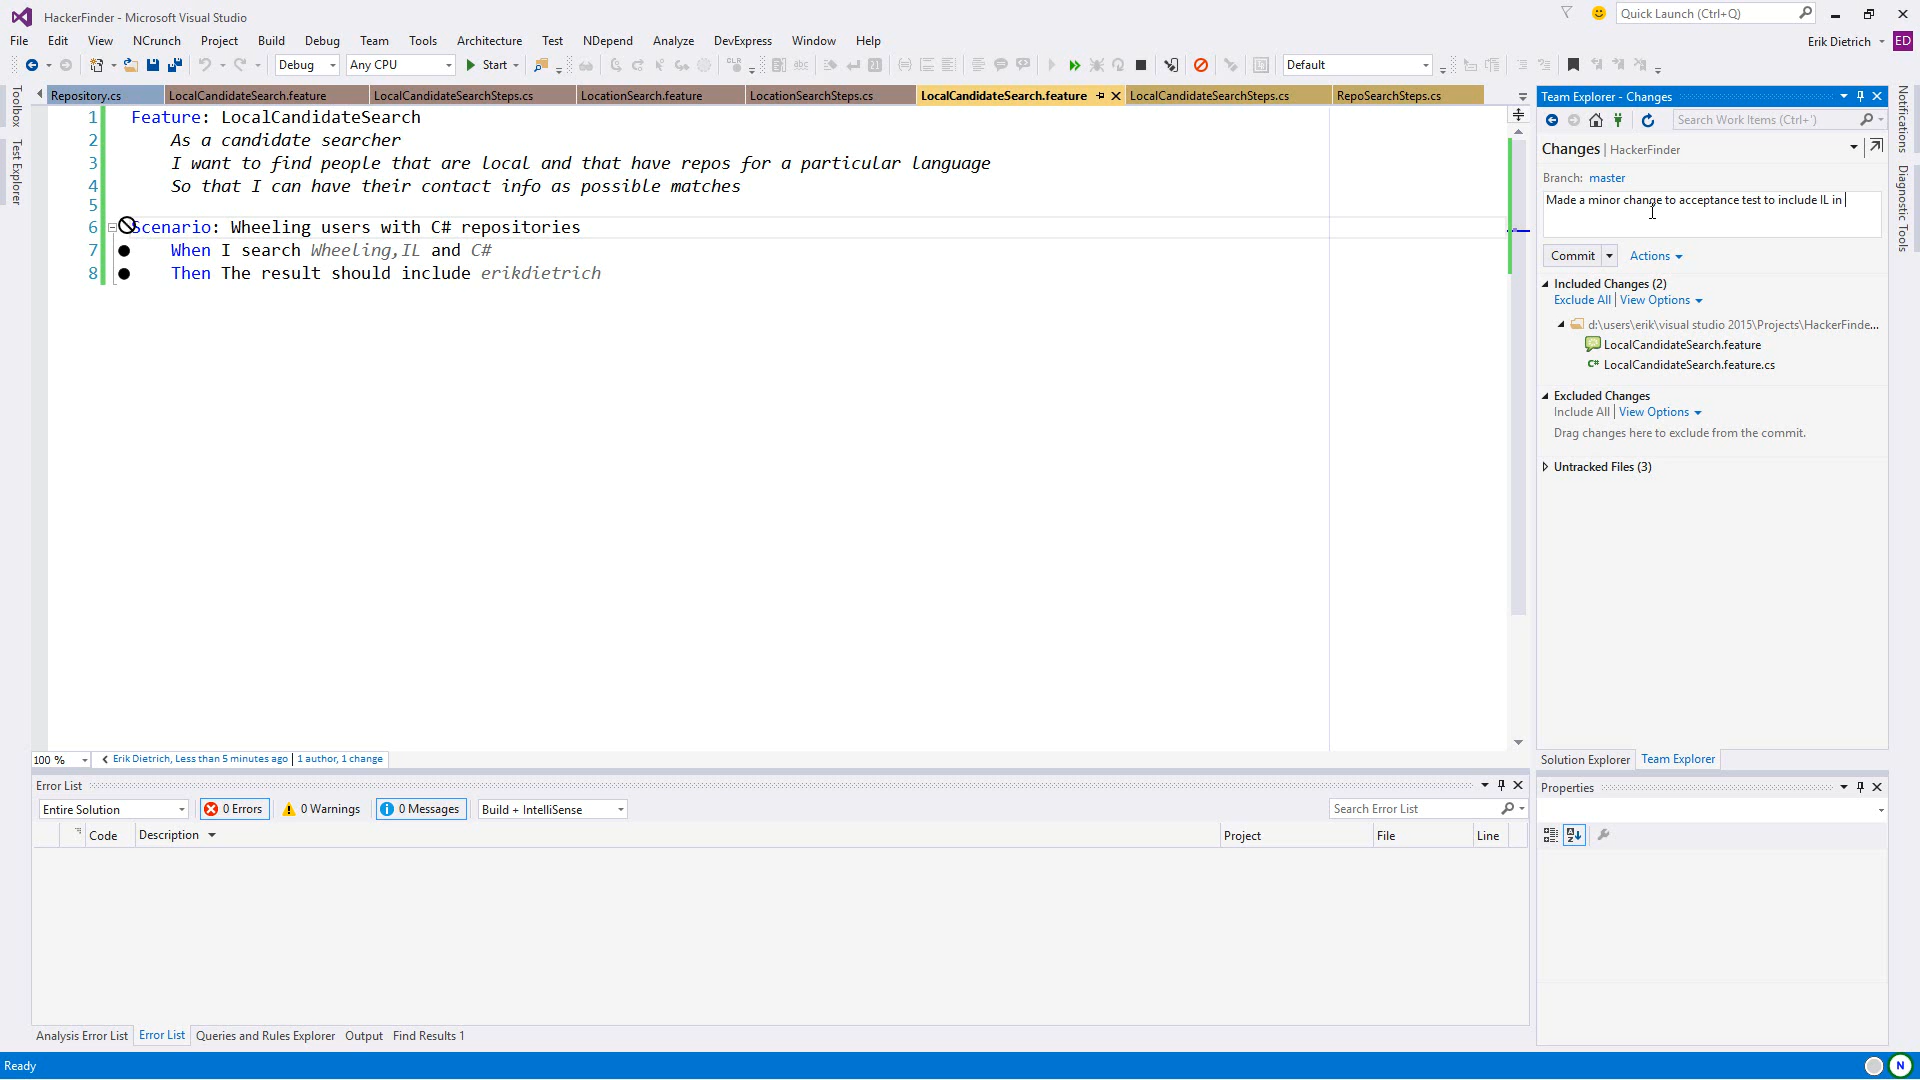 HackerFinder - Microsoft Visual Studio
Quick Launch (Ctrl+Q)
File Edit View NCrunch Project Build Debug Team Tools Architecture Test NDepend Analyze DevExpress Window Help
Erik Dietrich ED
Debug Any CPU Start Default
Toolbox
Test Explorer
Repository.cs LocalCandidateSearch.feature LocalCandidateSearchSteps.cs LocationSearch.feature LocationSearchSteps.cs LocalCandidateSearch.feature LocalCandidateSearchSteps.cs RepoSearchSteps.cs
1 Feature: LocalCandidateSearch
2 As a candidate searcher
3 I want to find people that are local and that have repos for a particular language
4 So that I can have their contact info as possible matches
5
6 Scenario: Wheeling users with C# repositories
7 When I search Wheeling,IL and C#
8 Then The result should include erikdietrich
100 % Erik Dietrich, Less than 5 minutes ago | 1 author, 1 change
Team Explorer - Changes
Search Work Items (Ctrl+')
Changes | HackerFinder
Branch: master
Made a minor change to acceptance test to include IL in
Commit Actions
Included Changes (2)
Exclude All | View Options
d:\users\erik\visual studio 2015\Projects\HackerFinde...
LocalCandidateSearch.feature
C# LocalCandidateSearch.feature.cs
Excluded Changes
Include All | View Options
Drag changes here to exclude from the commit.
Untracked Files (3)
Solution Explorer Team Explorer
Properties
Notifications
Diagnostic Tools
Error List
Entire Solution 0 Errors 0 Warnings 0 Messages Build + IntelliSense Search Error List
Code Description Project File Line
Analysis Error List Error List Queries and Rules Explorer Output Find Results 1
Ready
N